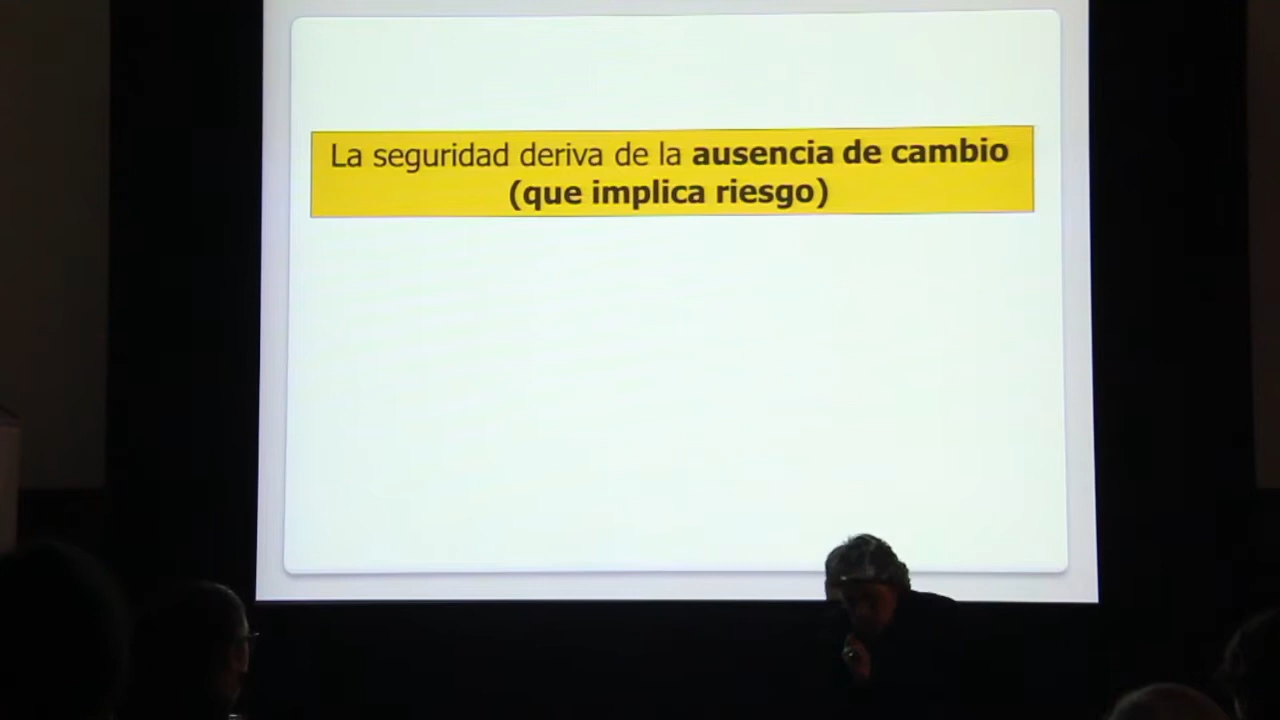 La seguridad deriva de la ausencia de cambio
(que implica riesgo)